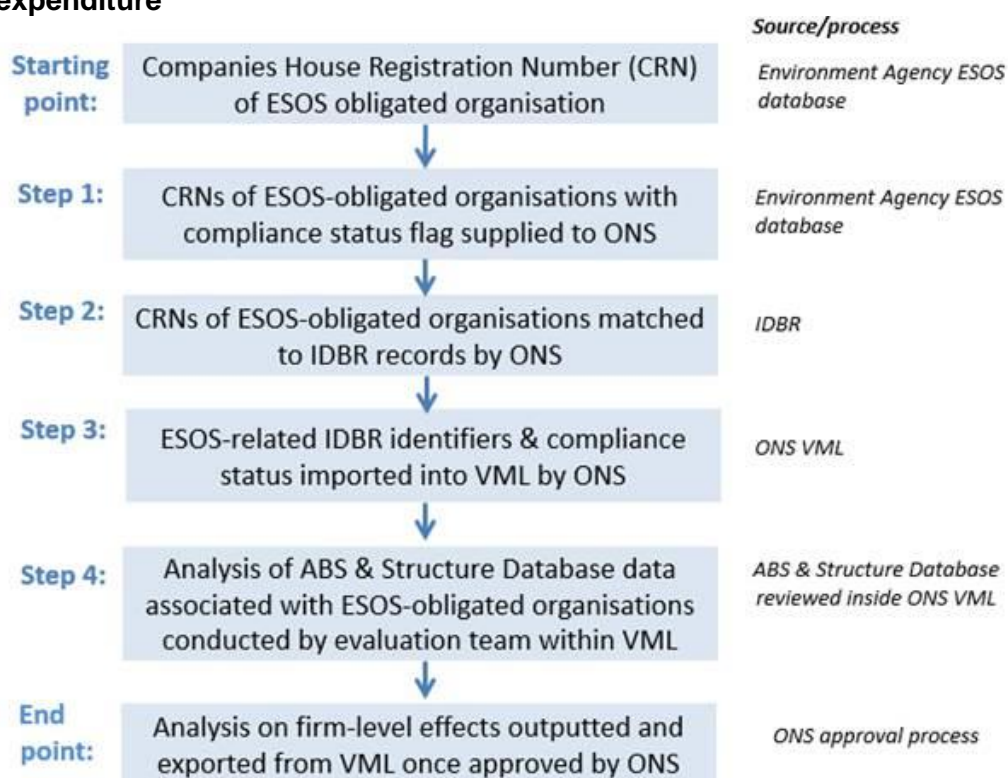 expenditure
Source/process
Starting
point:
Companies House Registration Number (CRN)
of ESOS obligated organisation
Environment Agency ESOS
database
Step 1:
CRNs of ESOS-obligated organisations with
compliance status flag supplied to ONS
Environment Agency ESOS
database
Step 2:
CRNs of ESOS-obligated organisations matched
to IDBR records by ONS
IDBR
Step 3:
ESOS-related IDBR identifiers & compliance
status imported into VML by ONS
ONS VML
Step 4:
Analysis of ABS & Structure Database data
associated with ESOS-obligated organisations
conducted by evaluation team within VML
ABS & Structure Database
reviewed inside ONS VML
End
point:
Analysis on firm-level effects outputted and
exported from VML once approved by ONS
ONS approval process